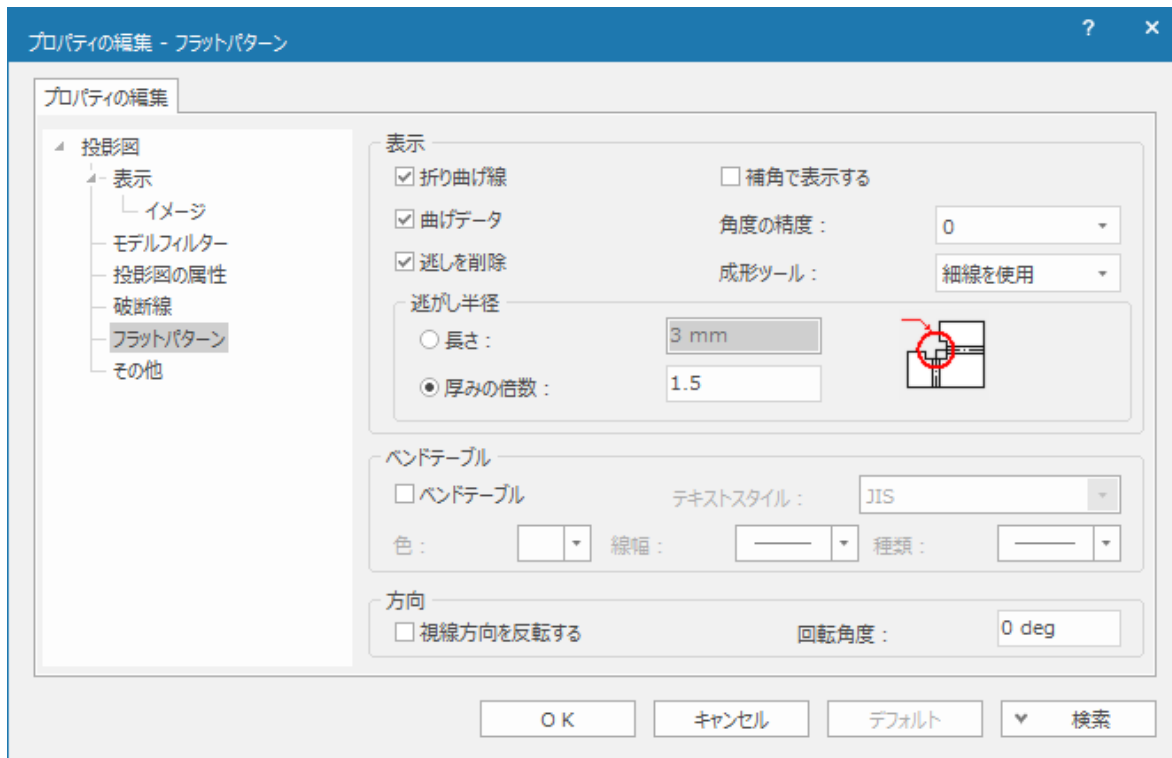 プロパティの編集 - フラットパターン
?
×
プロパティの編集
投影図
表示
イメージ
モデルフィルター
投影図の属性
破断線
フラットパターン
その他
表示
折り曲げ線
補角で表示する
曲げデータ
角度の精度 :
0
逃しを削除
成形ツール :
細線を使用
逃がし半径
長さ :
3 mm
厚みの倍数 :
1.5
ベンドテーブル
ベンドテーブル
テキストスタイル :
JIS
色 :
線幅 :
種類 :
方向
視線方向を反転する
回転角度 :
0 deg
OK
キャンセル
デフォルト
検索